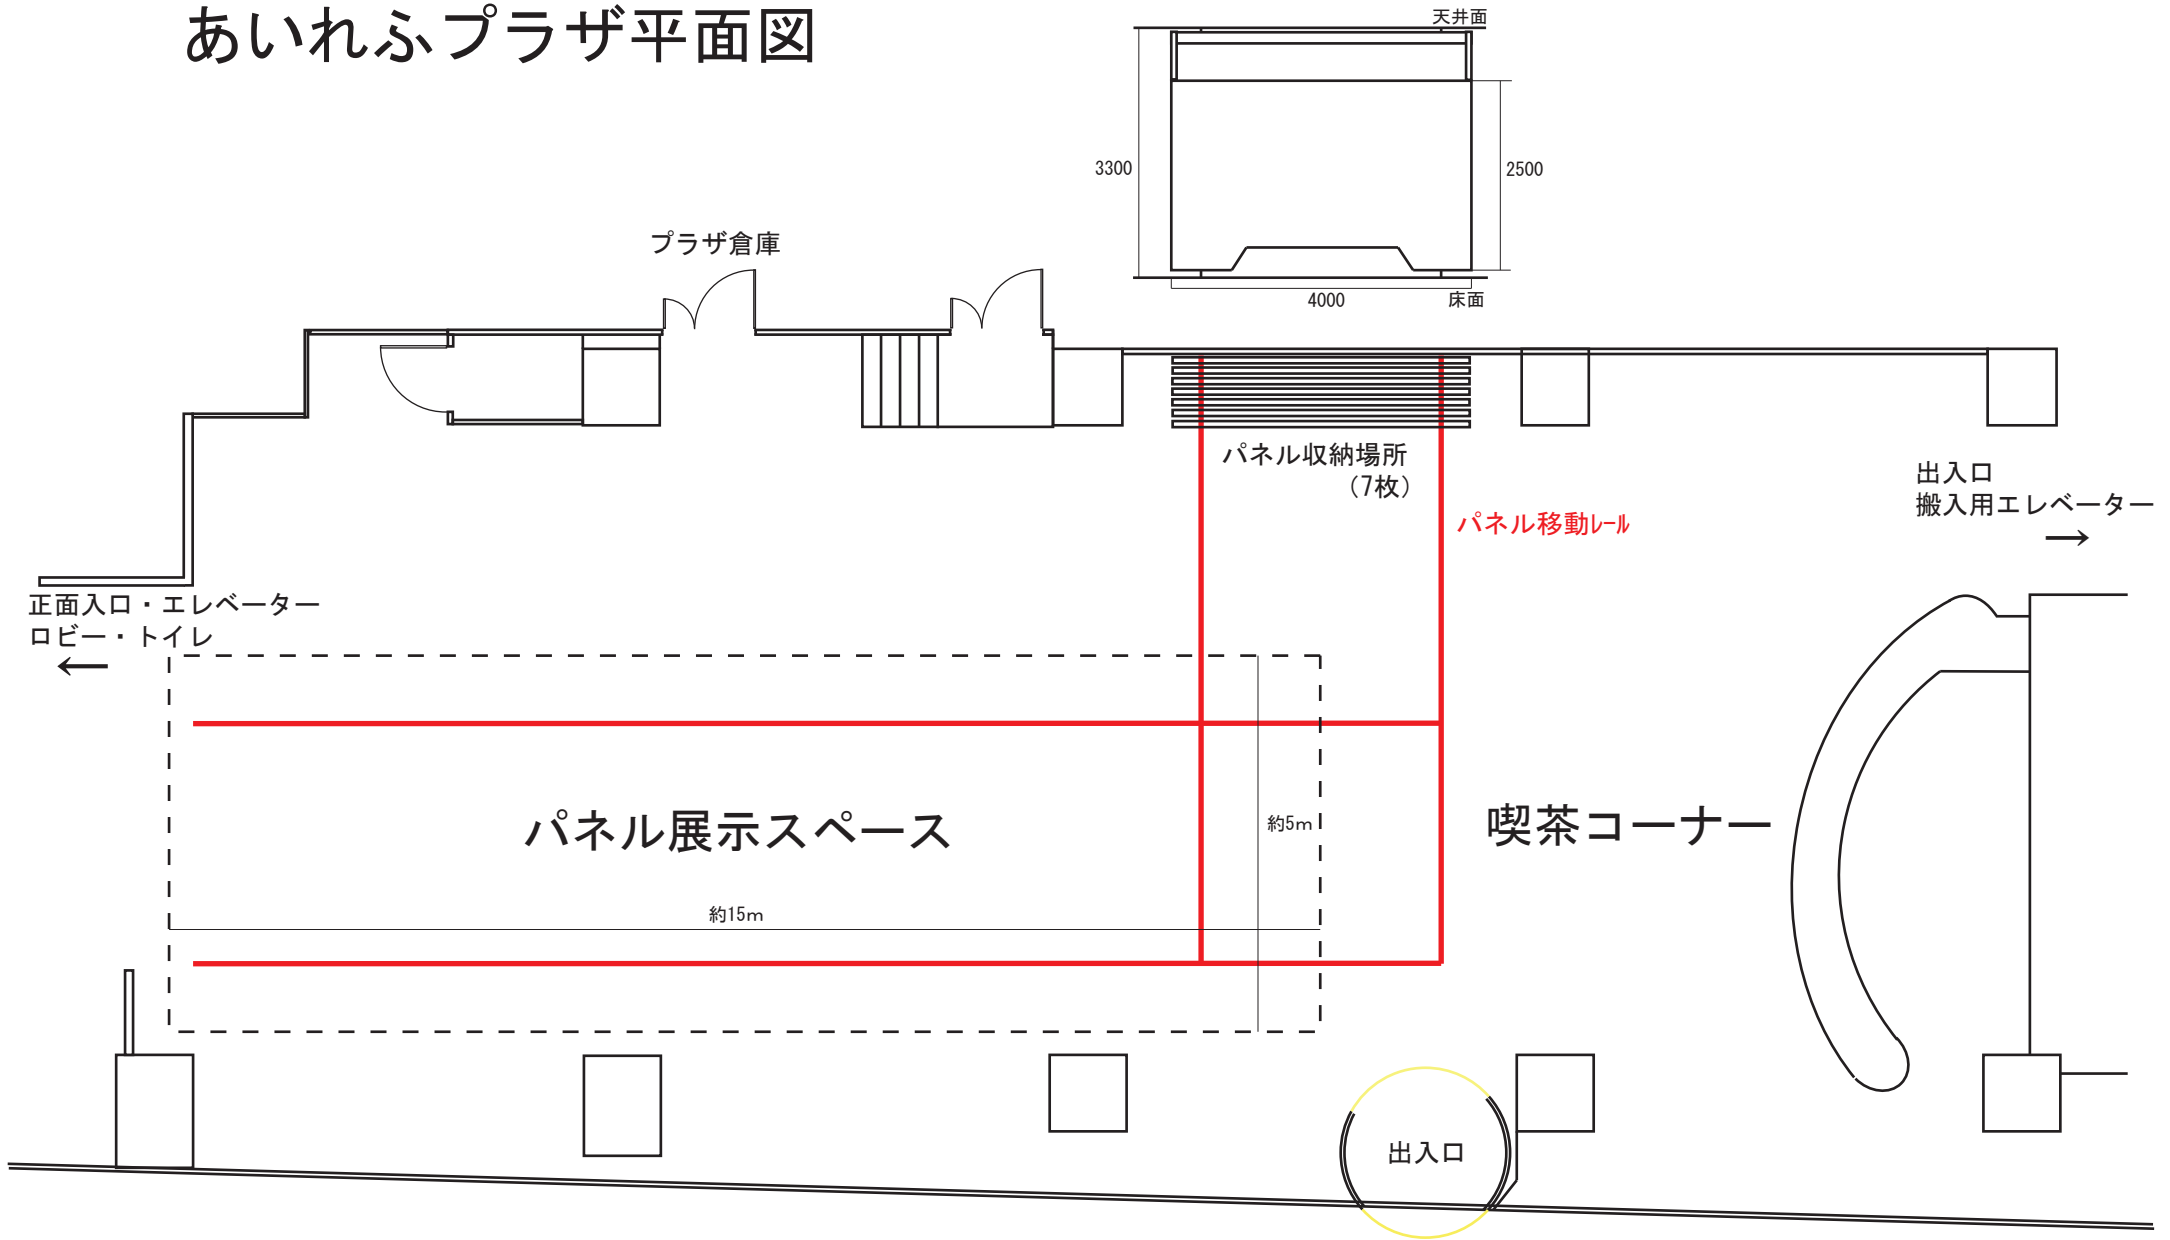 あいれふプラザ平面図
天井面
3300
2500
4000
床面
プラザ倉庫
パネル収納場所
(7枚)
パネル移動ﾚｰﾙ
出入口
搬入用エレベーター
→
正面入口・エレベーター
ロビー・トイレ
←
パネル展示スペース
約5m
喫茶コーナー
約15m
出入口